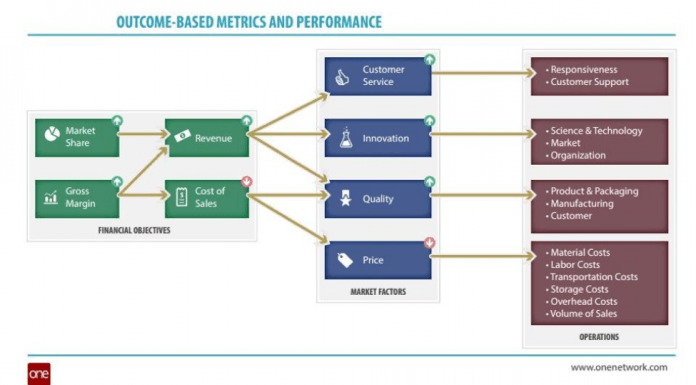 OUTCOME-BASED METRICS AND PERFORMANCE
Market
Share
Revenue
Gross
Margin
Cost of
Sales
FINANCIAL OBJECTIVES
Customer
Service
Innovation
Quality
Price
MARKET FACTORS
• Responsiveness
• Customer Support
• Science & Technology
• Market
• Organization
• Product & Packaging
• Manufacturing
• Customer
• Material Costs
• Labor Costs
• Transportation Costs
• Storage Costs
• Overhead Costs
• Volume of Sales
OPERATIONS
one
www.onenetwork.com